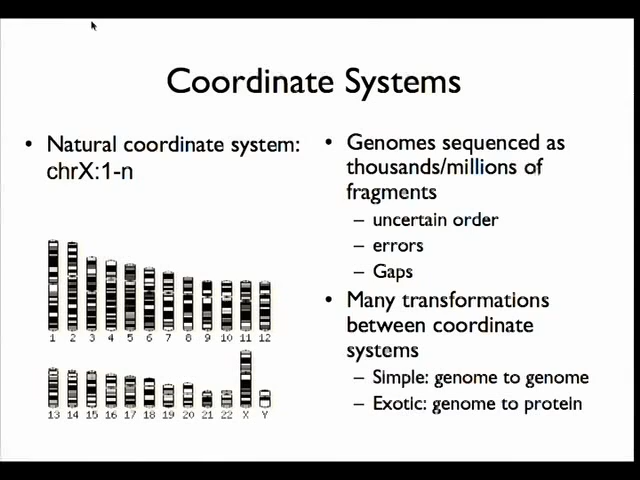 Coordinate Systems
• Natural coordinate system:
chrX:1-n
1 2 3 4 5 6 7 8 9 10 11 12
13 14 15 16 17 18 19 20 21 22 X Y
• Genomes sequenced as
thousands/millions of
fragments
– uncertain order
– errors
– Gaps
• Many transformations
between coordinate
systems
– Simple: genome to genome
– Exotic: genome to protein